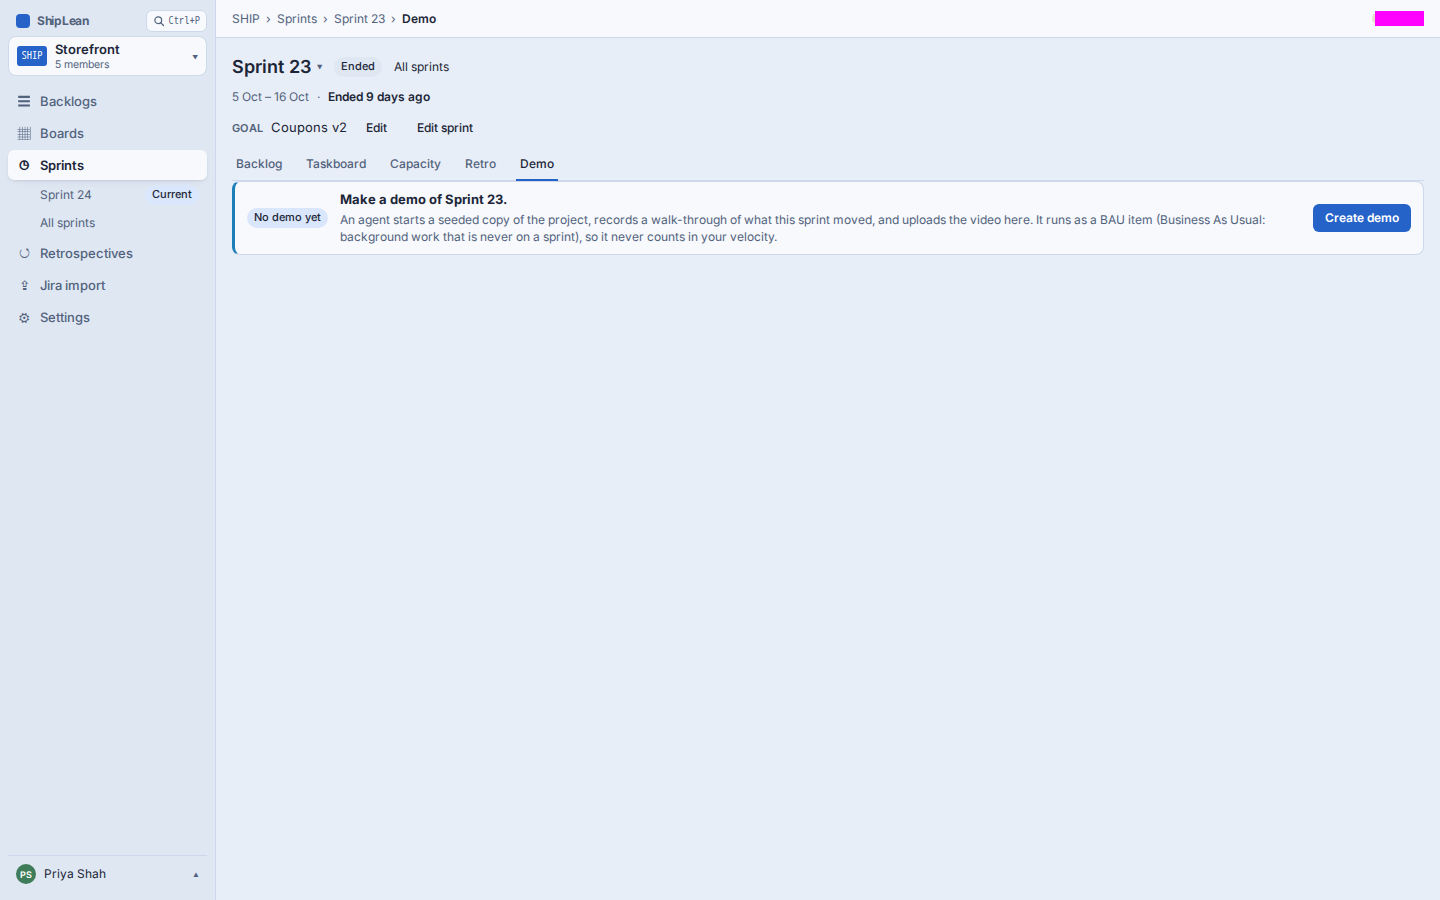 ShipLean
Ctrl+P
SHIP
Storefront
5 members
Backlogs
Boards
Sprints
Sprint 24
Current
All sprints
Retrospectives
Jira import
Settings
PS
Priya Shah
SHIP › Sprints › Sprint 23 › Demo
Sprint 23
Ended
All sprints
5 Oct – 16 Oct · Ended 9 days ago
GOAL Coupons v2 Edit Edit sprint
Backlog Taskboard Capacity Retro Demo
No demo yet
Make a demo of Sprint 23.
An agent starts a seeded copy of the project, records a walk-through of what this sprint moved, and uploads the video here. It runs as a BAU item (Business As Usual:
background work that is never on a sprint), so it never counts in your velocity.
Create demo